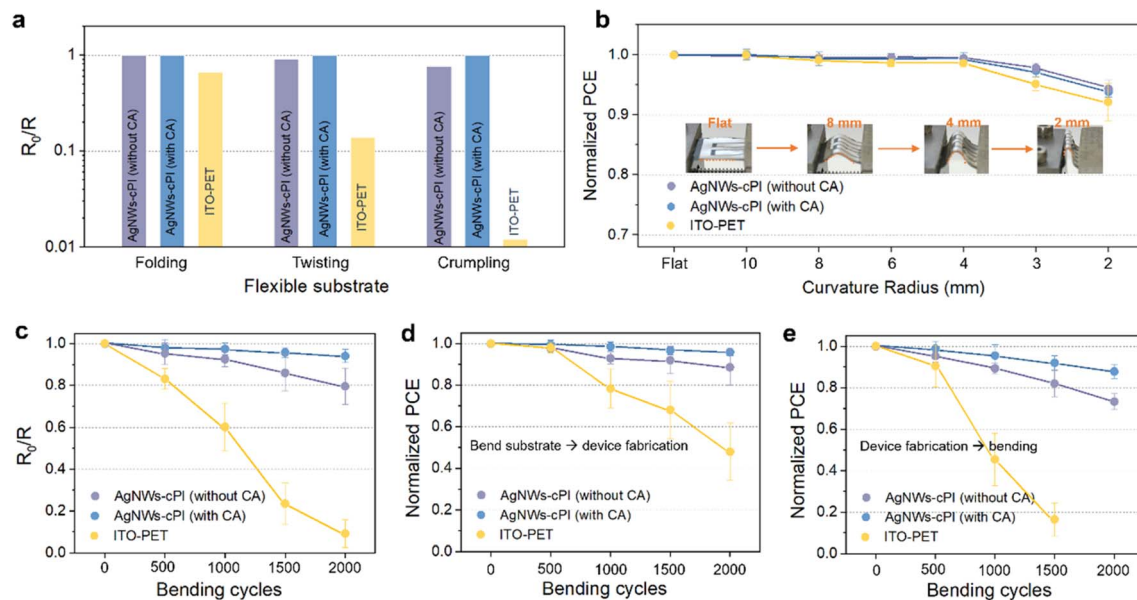 a
R₀/R
1
0.1
0.01
AgNWs-cPI (without CA)
AgNWs-cPI (with CA)
ITO-PET
AgNWs-cPI (without CA)
AgNWs-cPI (with CA)
ITO-PET
AgNWs-cPI (without CA)
AgNWs-cPI (with CA)
ITO-PET
Folding Twisting Crumpling
Flexible substrate
b
Normalized PCE
1.0
0.9
0.8
0.7
Flat 8 mm 4 mm 2 mm
AgNWs-cPI (without CA)
AgNWs-cPI (with CA)
ITO-PET
Flat 10 8 6 4 3 2
Curvature Radius (mm)
c
R₀/R
1.0
0.8
0.6
0.4
0.2
0.0
AgNWs-cPI (without CA)
AgNWs-cPI (with CA)
ITO-PET
0 500 1000 1500 2000
Bending cycles
d
Normalized PCE
1.0
0.8
0.6
0.4
0.2
0.0
Bend substrate → device fabrication
AgNWs-cPI (without CA)
AgNWs-cPI (with CA)
ITO-PET
0 500 1000 1500 2000
Bending cycles
e
Normalized PCE
1.0
0.8
0.6
0.4
0.2
0.0
Device fabrication → bending
AgNWs-cPI (without CA)
AgNWs-cPI (with CA)
ITO-PET
0 500 1000 1500 2000
Bending cycles